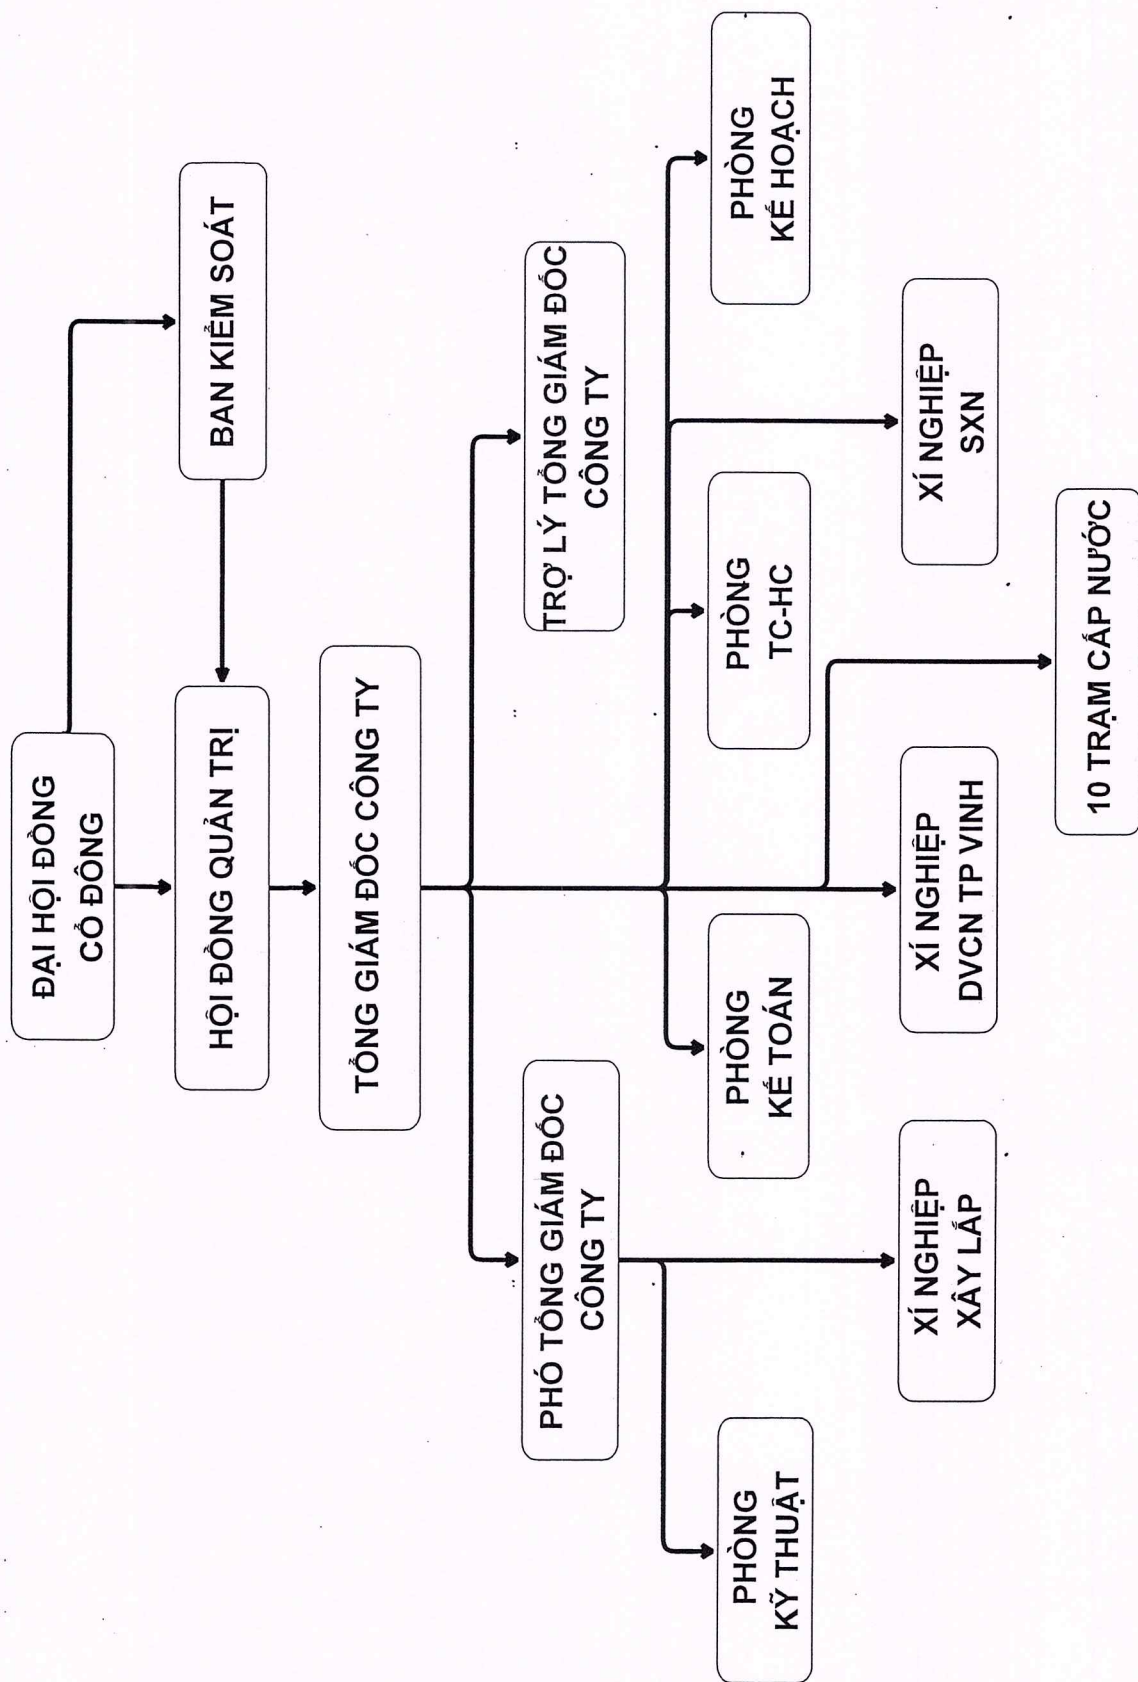 ĐẠI HỘI ĐỒNG
CỔ ĐÔNG
BAN KIỂM SOÁT
HỘI ĐỒNG QUẢN TRỊ
TỔNG GIÁM ĐỐC CÔNG TY
PHÓ TỔNG GIÁM ĐỐC
CÔNG TY
TRỢ LÝ TỔNG GIÁM ĐỐC
CÔNG TY
PHÒNG
KỸ THUẬT
PHÒNG
KẾ TOÁN
PHÒNG
TC-HC
PHÒNG
KẾ HOẠCH
XÍ NGHIỆP
XÂY LẮP
XÍ NGHIỆP
DVCN TP VINH
XÍ NGHIỆP
SXN
10 TRẠM CẤP NƯỚC